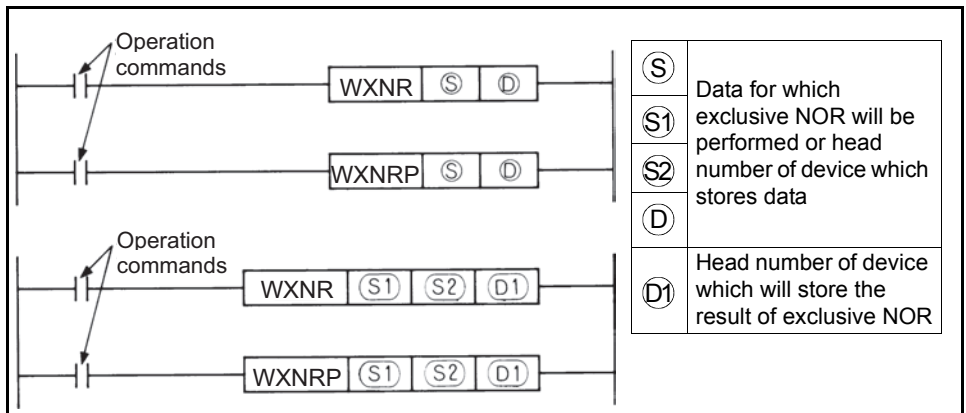 Operation
commands
WXNR S D
WXNRP S D
Operation
commands
WXNR S1 S2 D1
WXNRP S1 S2 D1
S
S1
S2
D
Data for which
exclusive NOR will be
performed or head
number of device which
stores data
D1
Head number of device
which will store the
result of exclusive NOR